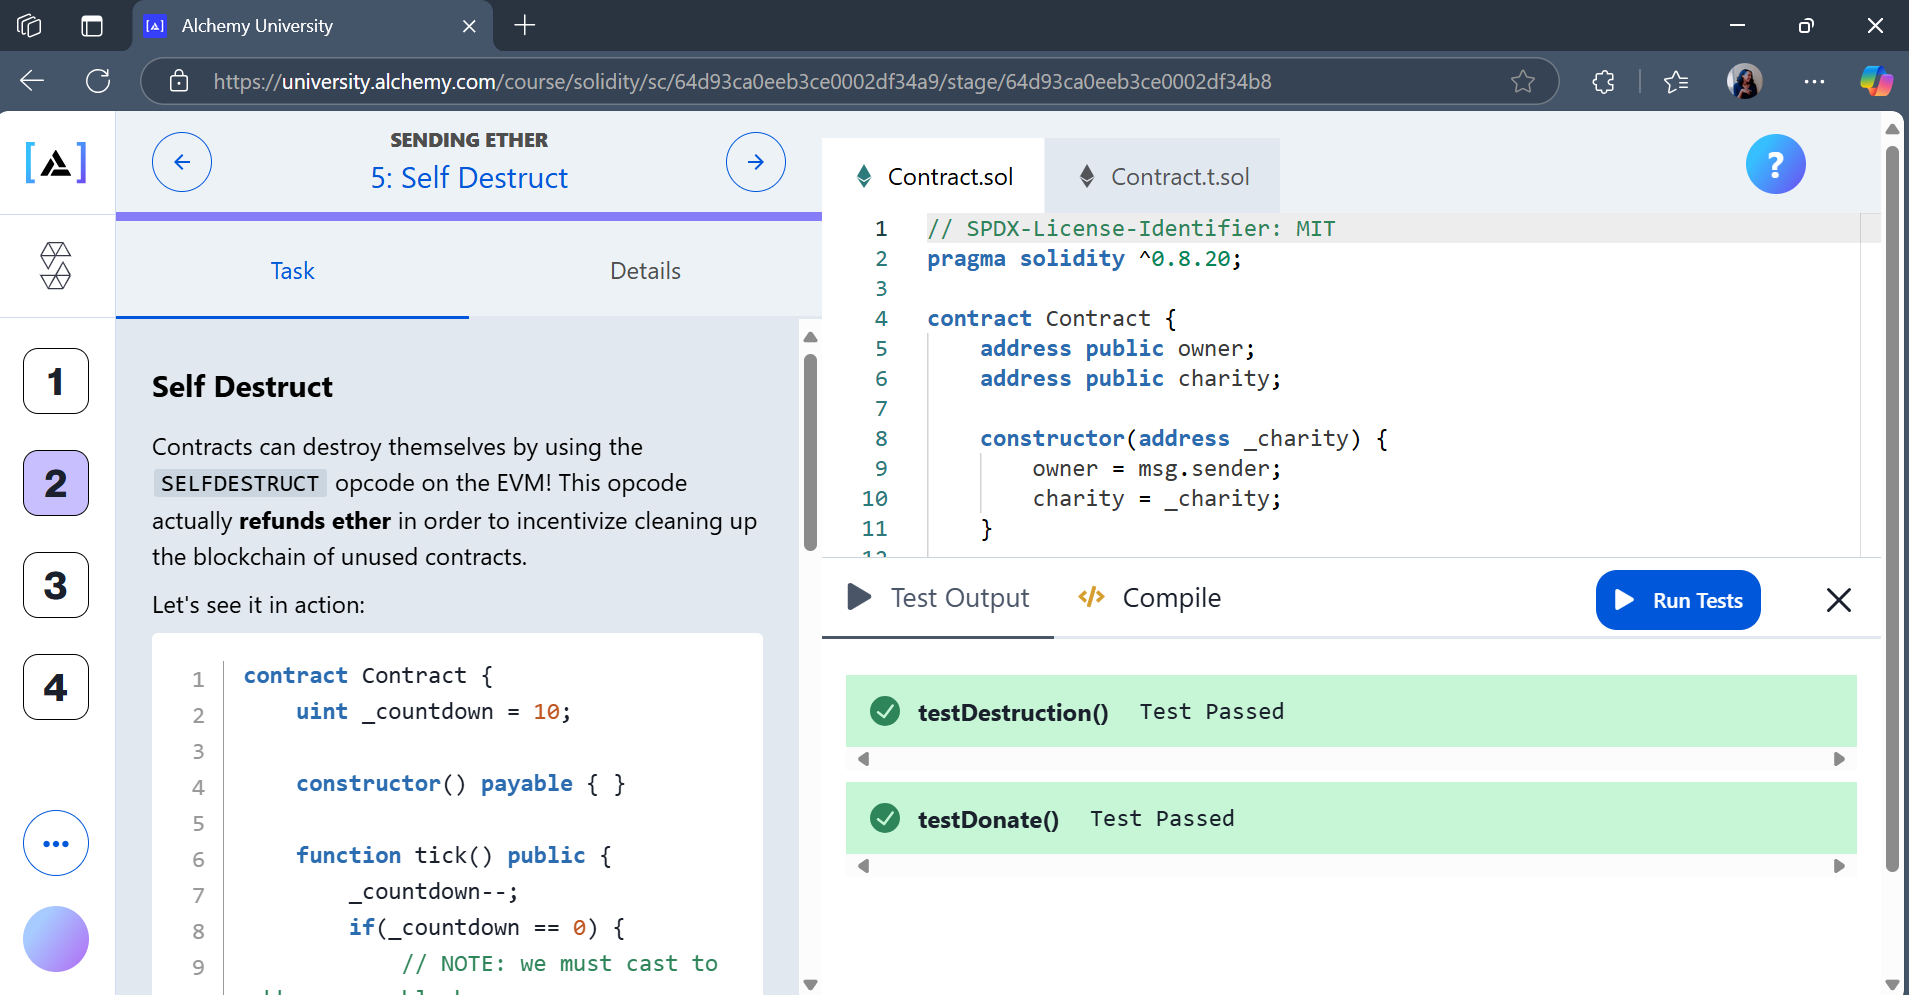 Alchemy University
https://university.alchemy.com/course/solidity/sc/64d93ca0eeb3ce0002df34a9/stage/64d93ca0eeb3ce0002df34b8
SENDING ETHER
5: Self Destruct
Task
Details
1
2
3
4
Self Destruct
Contracts can destroy themselves by using the
SELFDESTRUCT opcode on the EVM! This opcode
actually refunds ether in order to incentivize cleaning up
the blockchain of unused contracts.
Let's see it in action:
1 contract Contract {
2 uint _countdown = 10;
3
4 constructor() payable { }
5
6 function tick() public {
7 _countdown--;
8 if(_countdown == 0) {
9 // NOTE: we must cast to
Contract.sol
Contract.t.sol
?
1 // SPDX-License-Identifier: MIT
2 pragma solidity ^0.8.20;
3
4 contract Contract {
5 address public owner;
6 address public charity;
7
8 constructor(address _charity) {
9 owner = msg.sender;
10 charity = _charity;
11 }
12
Test Output
</> Compile
Run Tests
testDestruction() Test Passed
testDonate() Test Passed